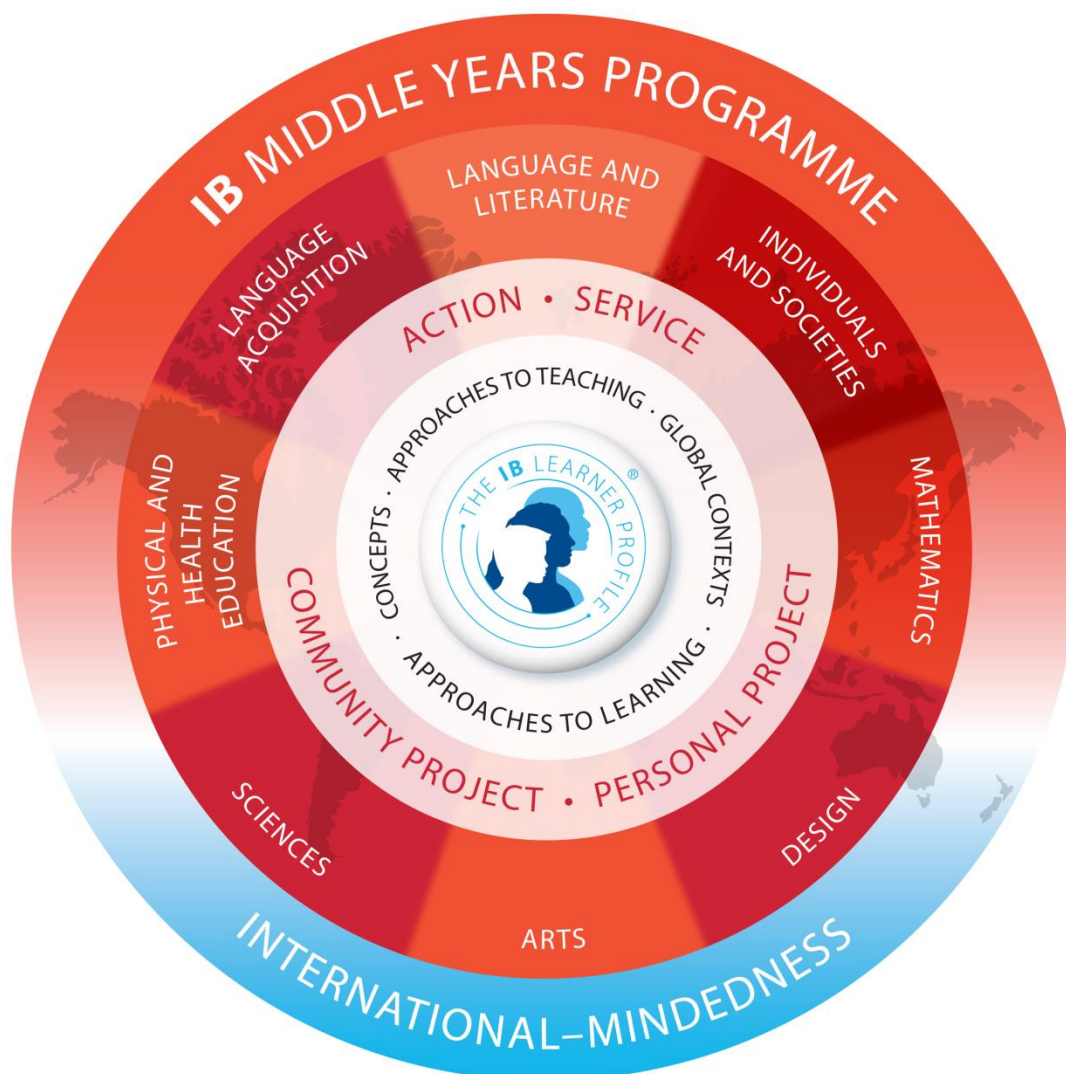 IB MIDDLE YEARS PROGRAMME
LANGUAGE AND
LITERATURE
INDIVIDUALS
AND SOCIETIES
MATHEMATICS
DESIGN
ARTS
SCIENCES
PHYSICAL AND
HEALTH
EDUCATION
LANGUAGE
ACQUISITION
ACTION • SERVICE
PERSONAL PROJECT
•
COMMUNITY PROJECT
APPROACHES TO TEACHING · GLOBAL CONTEXTS ·
APPROACHES TO LEARNING
· CONCEPTS ·
THE IB LEARNER PROFILE
®
INTERNATIONAL–MINDEDNESS